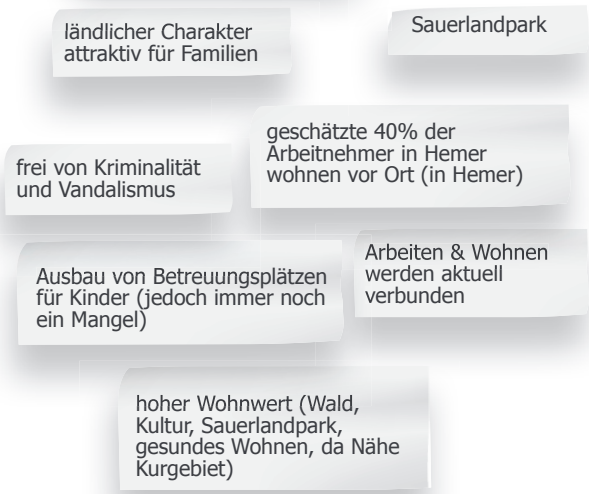 ländlicher Charakter
attraktiv für Familien
Sauerlandpark
geschätzte 40% der
Arbeitnehmer in Hemer
wohnen vor Ort (in Hemer)
frei von Kriminalität
und Vandalismus
Arbeiten & Wohnen
werden aktuell
verbunden
Ausbau von Betreuungsplätzen
für Kinder (jedoch immer noch
ein Mangel)
hoher Wohnwert (Wald,
Kultur, Sauerlandpark,
gesundes Wohnen, da Nähe
Kurgebiet)